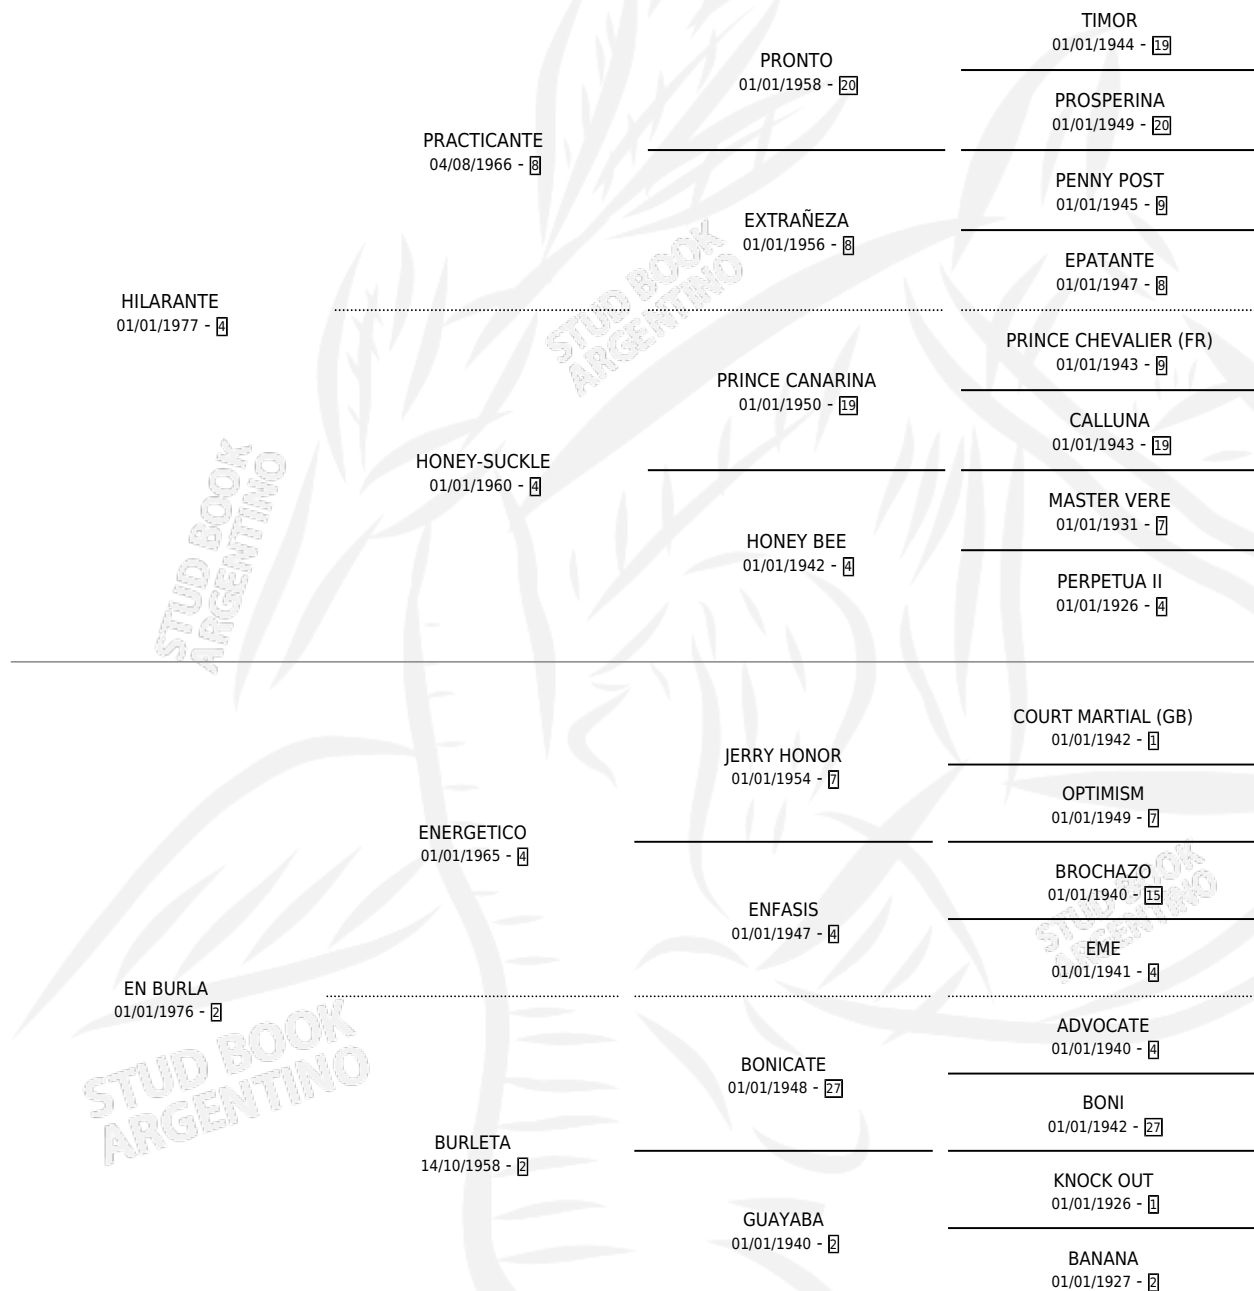 TIMOR
01/01/1944 - 19
PRONTO
01/01/1958 - 20
PROSPERINA
01/01/1949 - 20
PRACTICANTE
04/08/1966 - 8
PENNY POST
01/01/1945 - 9
EXTRAÑEZA
01/01/1956 - 8
EPATANTE
01/01/1947 - 8
HILARANTE
01/01/1977 - 4
PRINCE CHEVALIER (FR)
01/01/1943 - 9
PRINCE CANARINA
01/01/1950 - 19
CALLUNA
01/01/1943 - 19
HONEY-SUCKLE
01/01/1960 - 4
MASTER VERE
01/01/1931 - 7
HONEY BEE
01/01/1942 - 4
PERPETUA II
01/01/1926 - 4
COURT MARTIAL (GB)
01/01/1942 - 1
JERRY HONOR
01/01/1954 - 7
OPTIMISM
01/01/1949 - 7
ENERGETICO
01/01/1965 - 4
BROCHAZO
01/01/1940 - 15
ENFASIS
01/01/1947 - 4
EME
01/01/1941 - 4
EN BURLA
01/01/1976 - 2
ADVOCATE
01/01/1940 - 4
BONICATE
01/01/1948 - 27
BONI
01/01/1942 - 27
BURLETA
14/10/1958 - 2
KNOCK OUT
01/01/1926 - 1
GUAYABA
01/01/1940 - 2
BANANA
01/01/1927 - 2
STUD BOOK
ARGENTINO
STUD BOOK
ARGENTINO
STUD BOOK
ARGENTINO
STUD BOOK
ARGENTINO